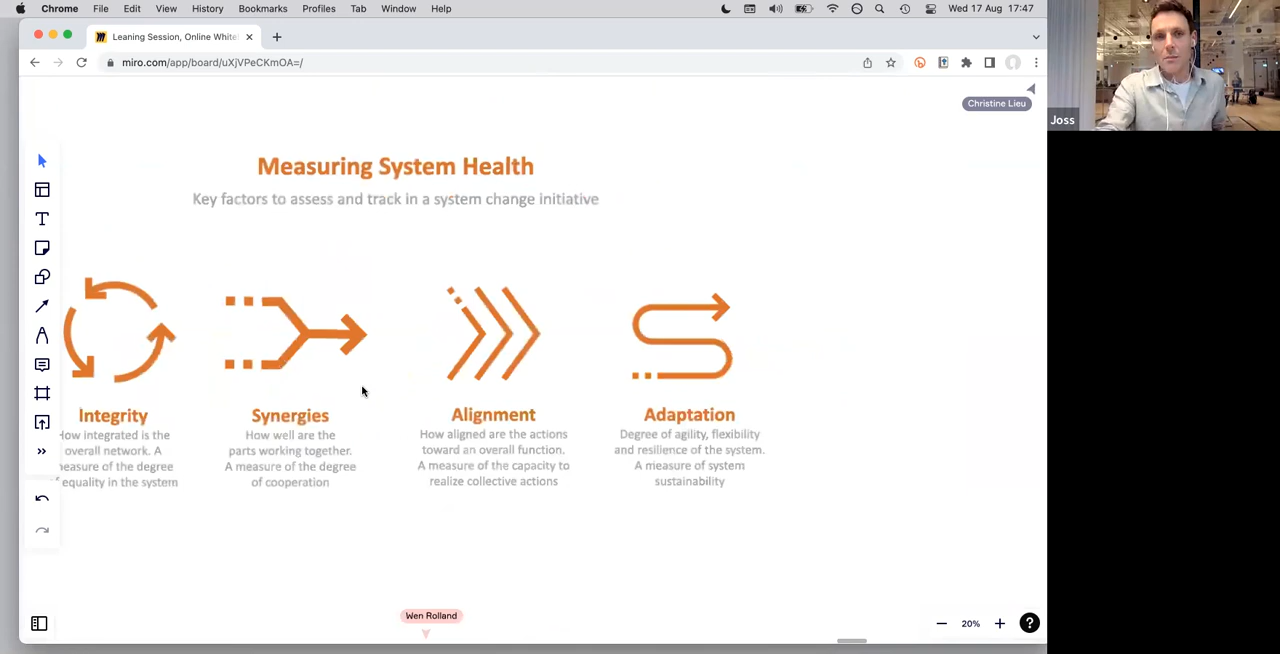 Chrome File Edit View History Bookmarks Profiles Tab Window Help Wed 17 Aug 17:47
Leaning Session, Online White
miro.com/app/board/uXjVPeCKmOA=/
Christine Lieu
Joss
Measuring System Health
Key factors to assess and track in a system change initiative
Integrity
How integrated is the
overall network. A
measure of the degree
of equality in the system
Synergies
How well are the
parts working together.
A measure of the degree
of cooperation
Alignment
How aligned are the actions
toward an overall function.
A measure of the capacity to
realize collective actions
Adaptation
Degree of agility, flexibility
and resilience of the system.
A measure of system
sustainability
Wen Rolland
20%